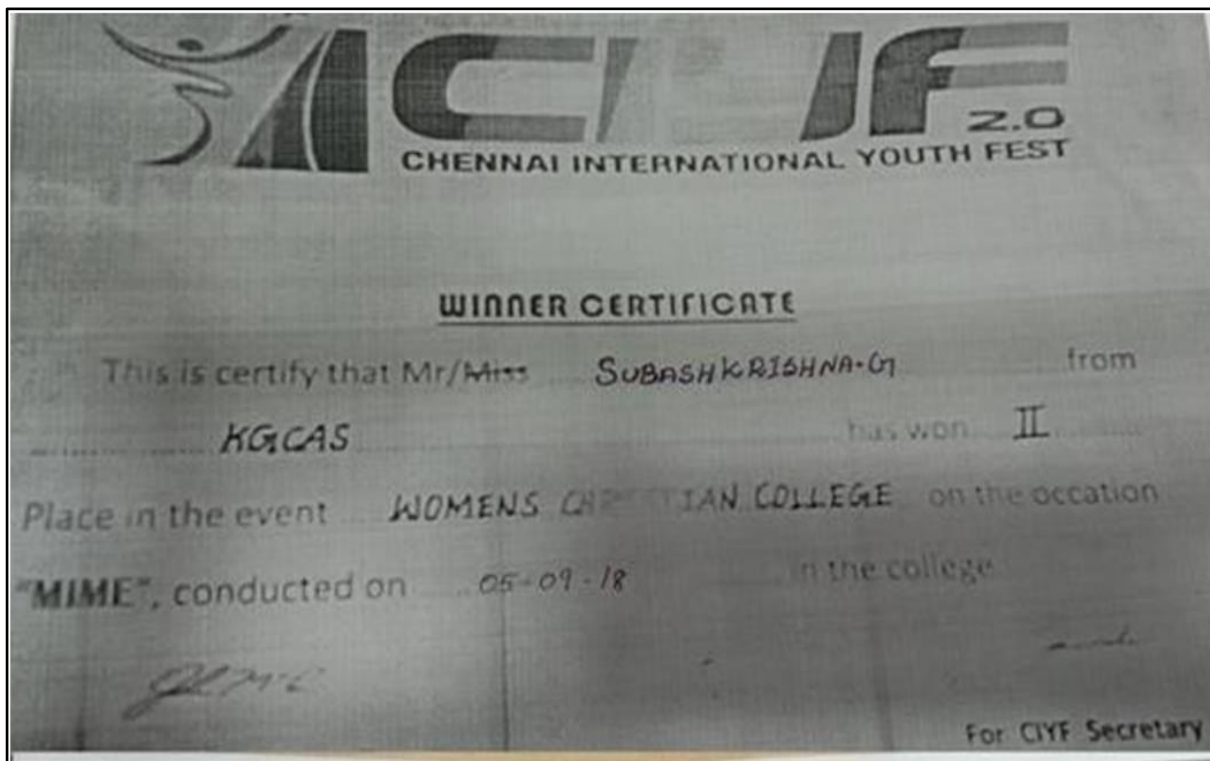 CIYF
2.0
CHENNAI INTERNATIONAL YOUTH FEST
WINNER CERTIFICATE
This is certify that Mr/Miss SUBASHKRISHNA.G from
KGCAS has won II
Place in the event WOMENS CHRISTIAN COLLEGE on the occation
"MIME", conducted on 05-09-18 in the college
For CIYF Secretary